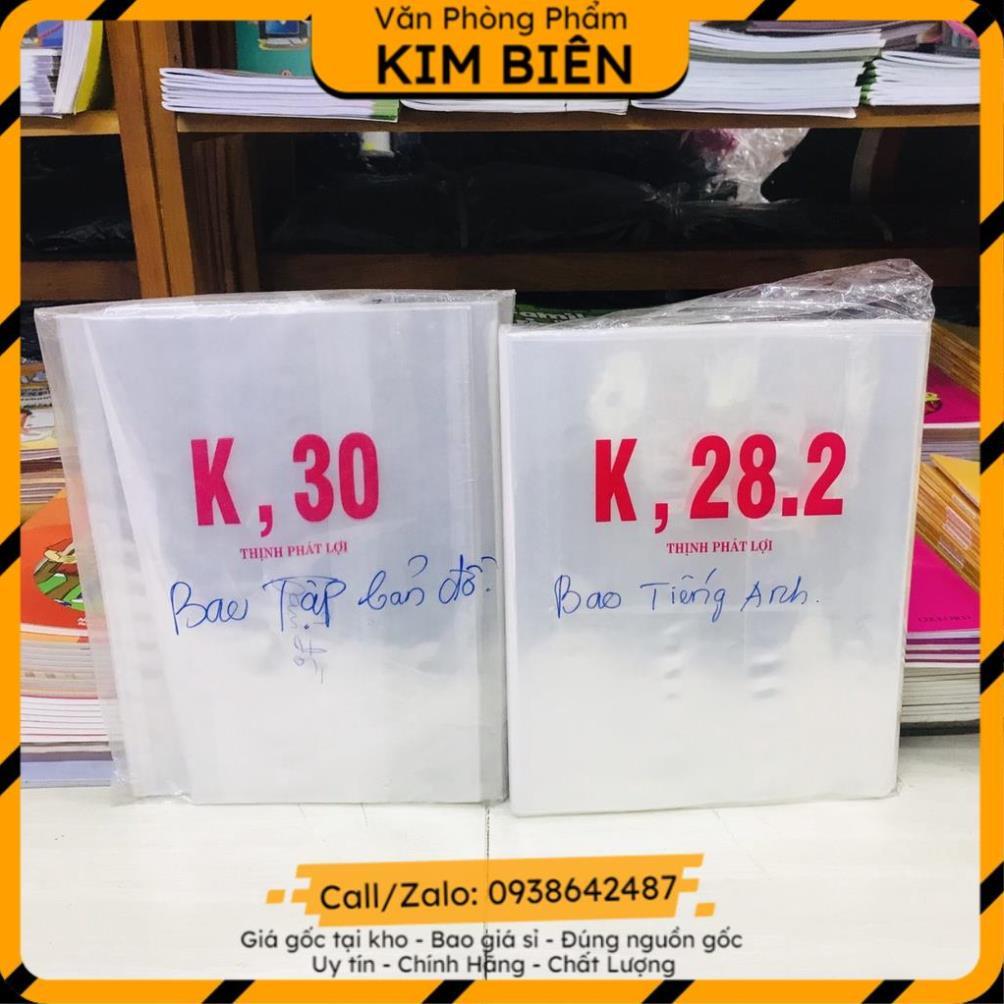 Văn Phòng Phẩm
KIM BIÊN
K, 30
THỊNH PHÁT LỢI
Bao Tập bản đồ.
K, 28.2
THỊNH PHÁT LỢI
Bao Tiếng Anh.
OXFORD
Call/Zalo: 0938642487
Giá gốc tại kho - Bao giá sỉ - Đúng nguồn gốc
Uy tín - Chính Hãng - Chất Lượng